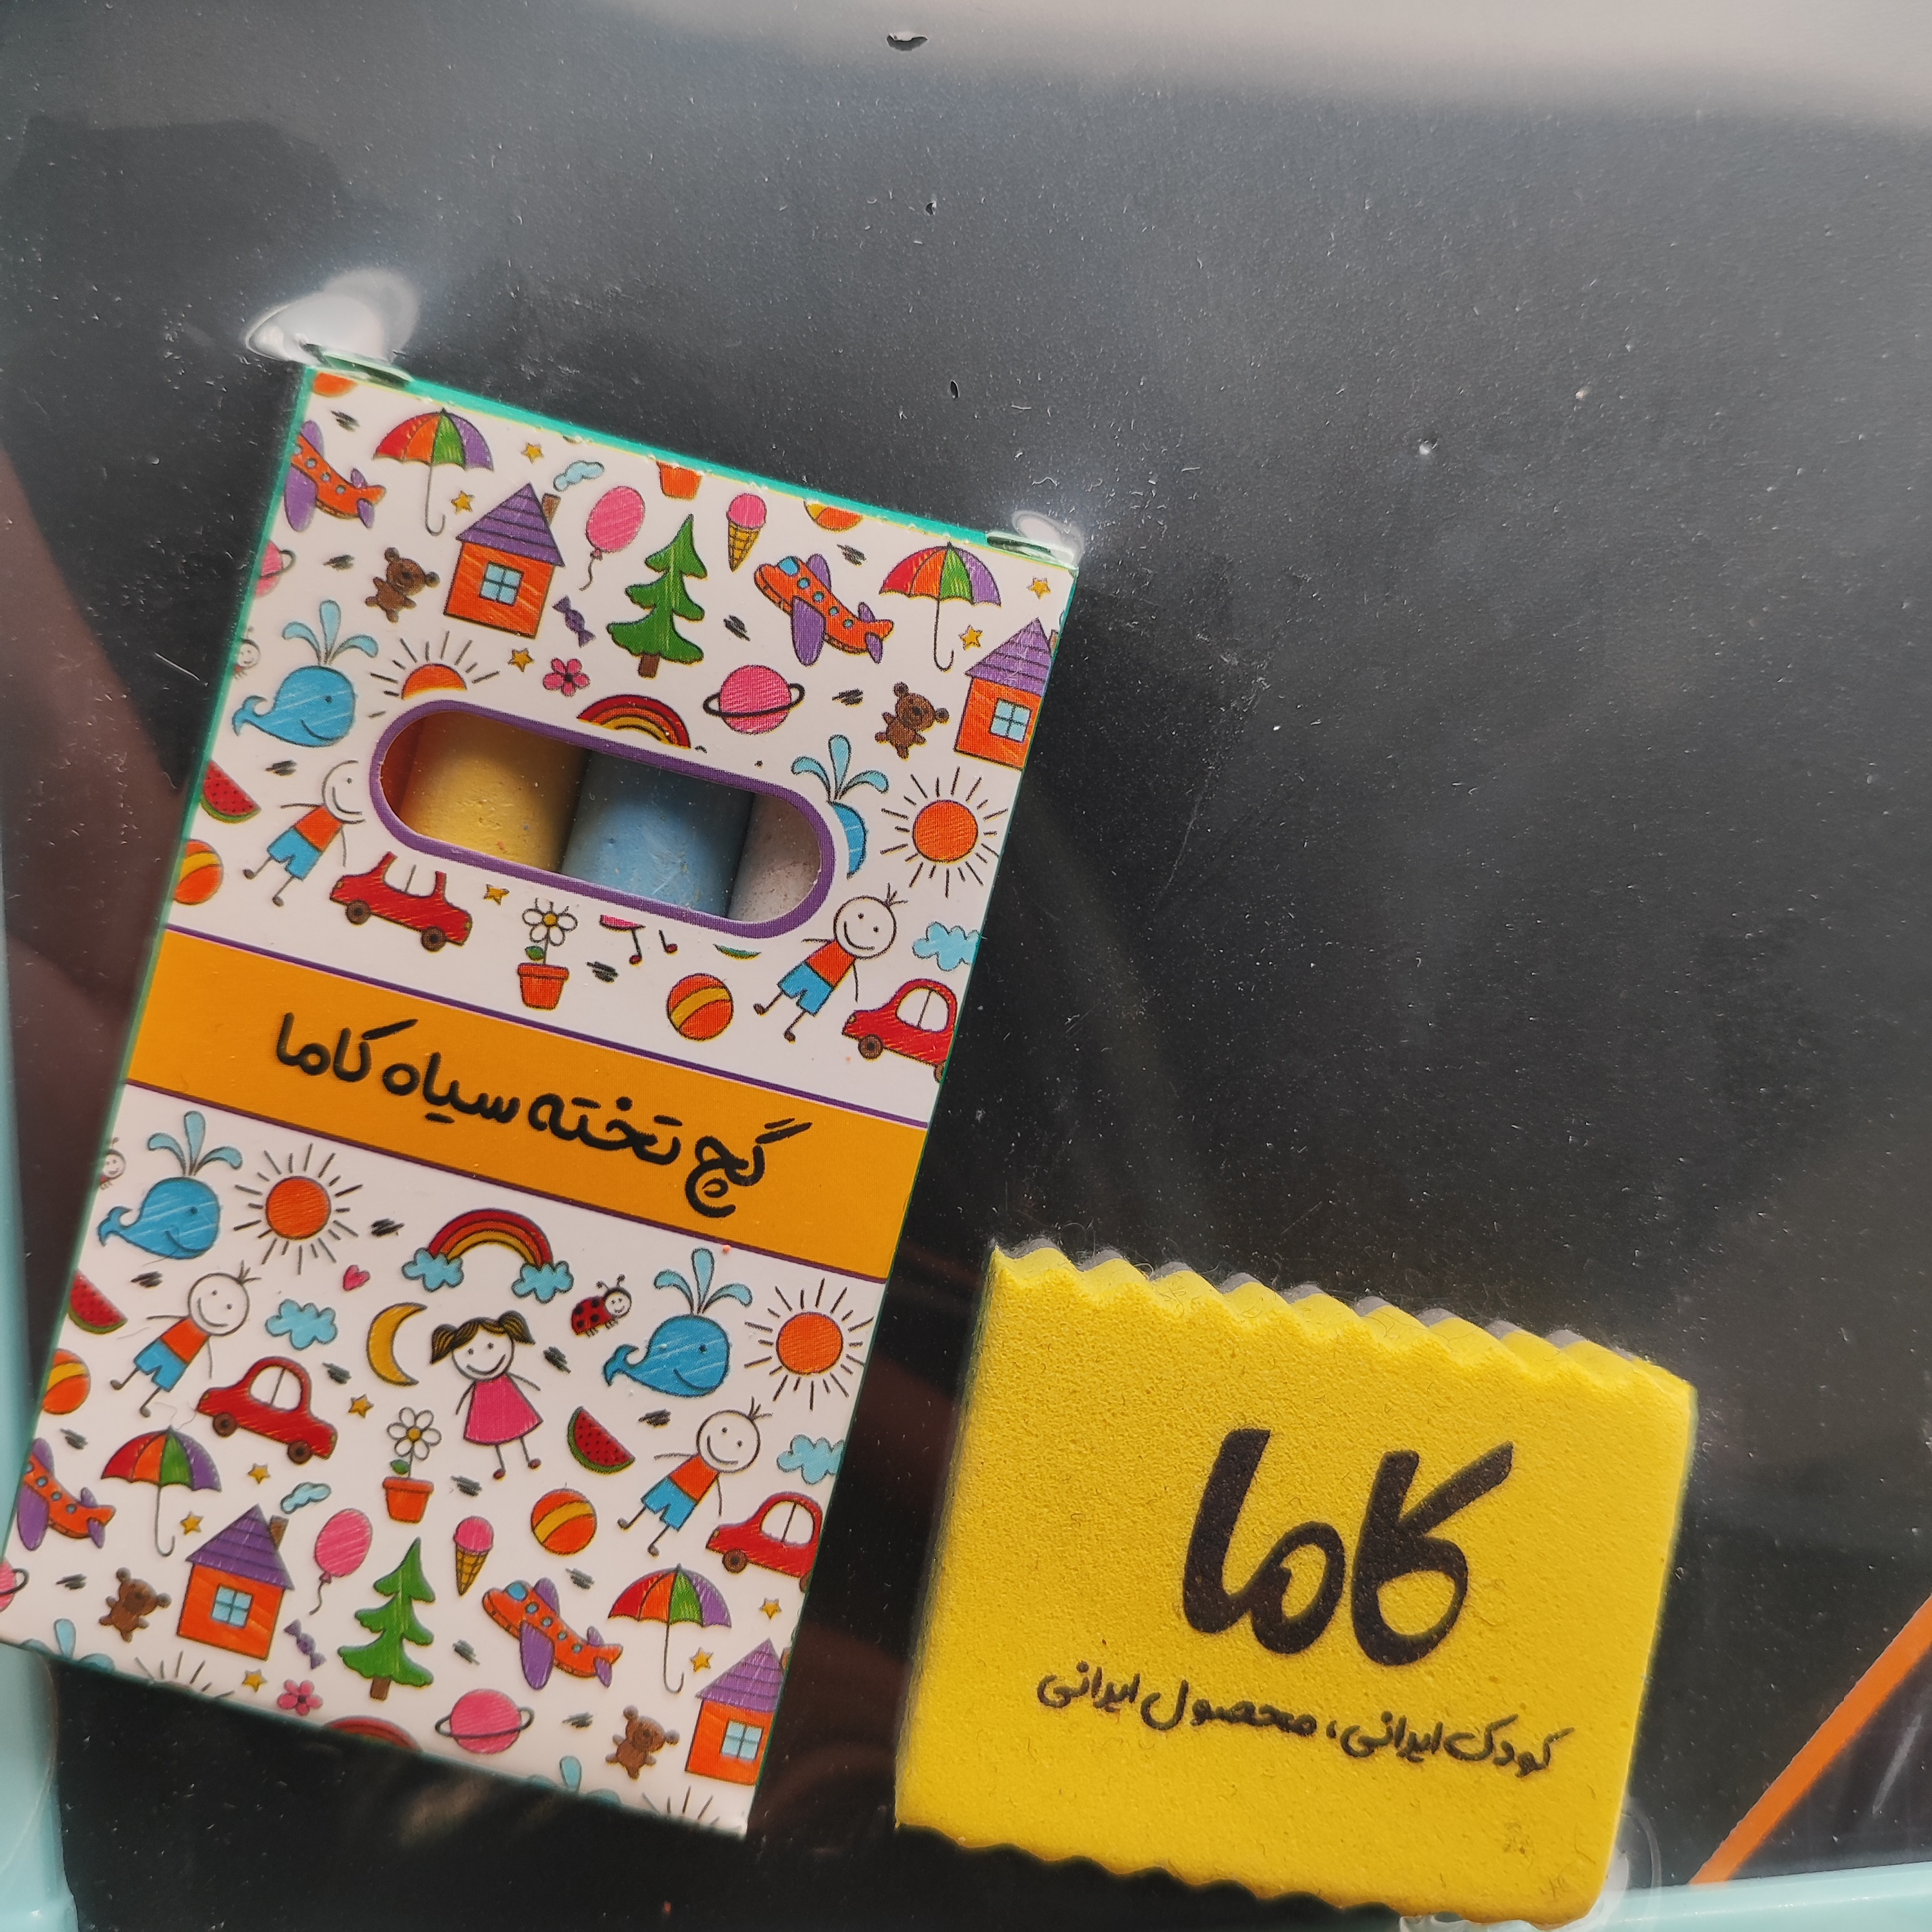 گچ تخته سیاه کاما
کاما
کودک ایرانی، محصول ایرانی